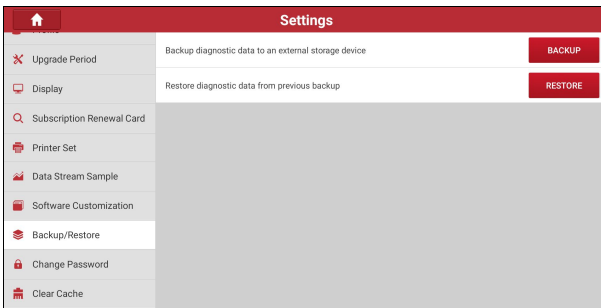 Settings
Upgrade Period
Display
Subscription Renewal Card
Printer Set
Data Stream Sample
Software Customization
Backup/Restore
Change Password
Clear Cache
Backup diagnostic data to an external storage device
BACKUP
Restore diagnostic data from previous backup
RESTORE